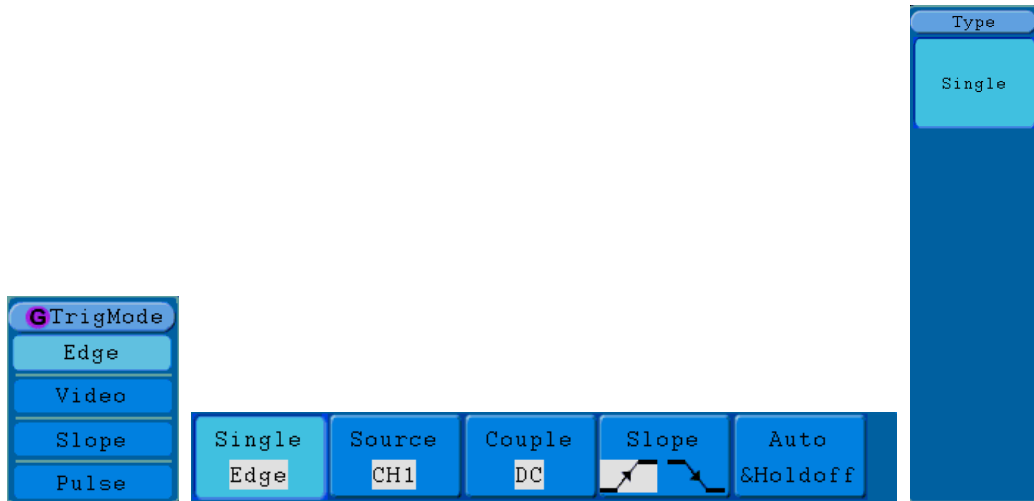 Type
Single
G TrigMode
Edge
Video
Slope
Pulse
Single
Edge
Source
CH1
Couple
DC
Slope
Auto
&Holdoff